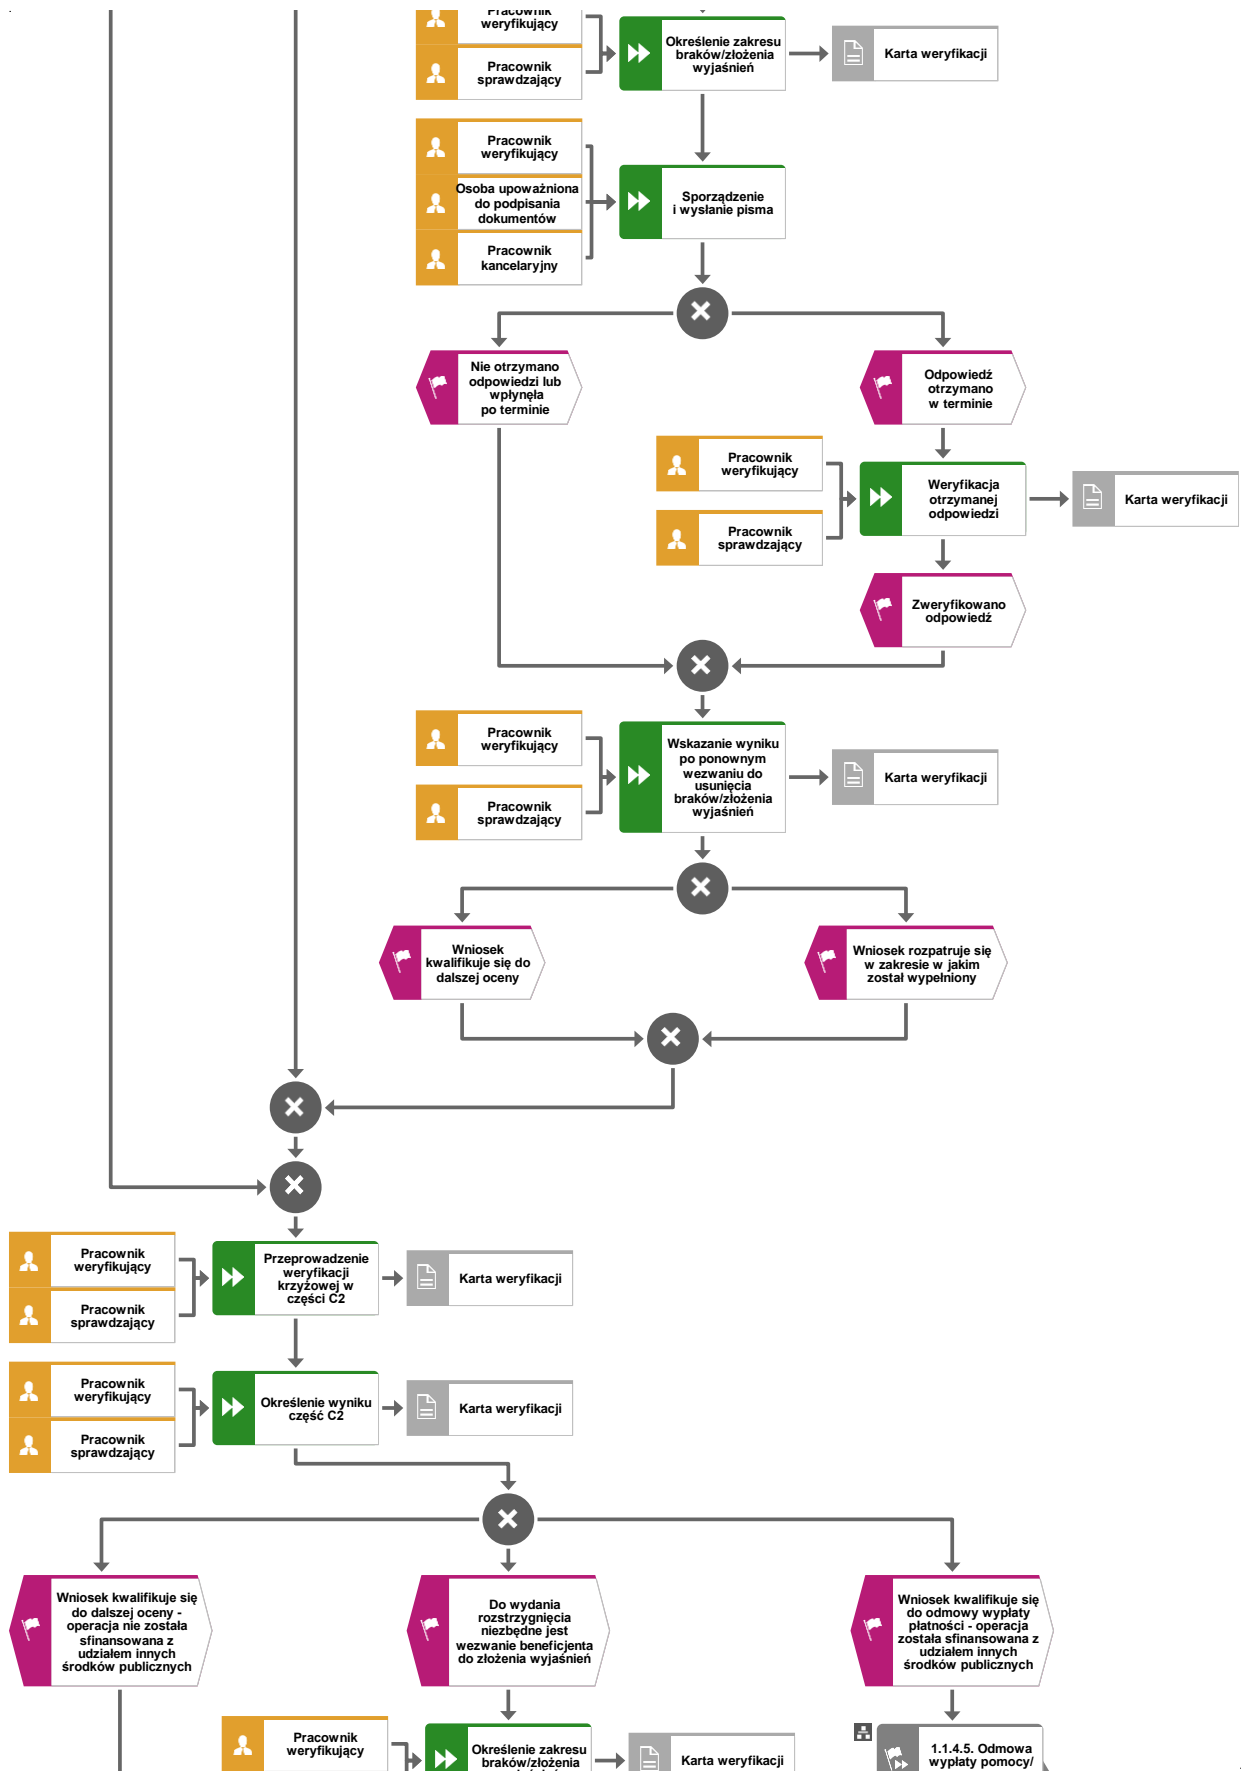 Pracownik
weryfikujący
Pracownik
sprawdzający
Określenie zakresu
braków/złożenia
wyjaśnień
Karta weryfikacji
Pracownik
weryfikujący
Osoba upoważniona
do podpisania
dokumentów
Pracownik
kancelaryjny
Sporządzenie
i wysłanie pisma
Nie otrzymano
odpowiedzi lub
wpłynęła
po terminie
Odpowiedź
otrzymano
w terminie
Pracownik
weryfikujący
Pracownik
sprawdzający
Weryfikacja
otrzymanej
odpowiedzi
Karta weryfikacji
Zweryfikowano
odpowiedź
Pracownik
weryfikujący
Pracownik
sprawdzający
Wskazanie wyniku
po ponownym
wezwaniu do
usunięcia
braków/złożenia
wyjaśnień
Karta weryfikacji
Wniosek
kwalifikuje się do
dalszej oceny
Wniosek rozpatruje się
w zakresie w jakim
został wypełniony
Pracownik
weryfikujący
Pracownik
sprawdzający
Przeprowadzenie
weryfikacji
krzyżowej w
części C2
Karta weryfikacji
Pracownik
weryfikujący
Pracownik
sprawdzający
Określenie wyniku
część C2
Karta weryfikacji
Wniosek kwalifikuje się
do dalszej oceny -
operacja nie została
sfinansowana z
udziałem innych
środków publicznych
Do wydania
rozstrzygnięcia
niezbędne jest
wezwanie beneficjenta
do złożenia wyjaśnień
Wniosek kwalifikuje się
do odmowy wypłaty
płatności - operacja
została sfinansowana z
udziałem innych
środków publicznych
Pracownik
weryfikujący
Określenie zakresu
braków/złożenia
Karta weryfikacji
1.1.4.5. Odmowa
wypłaty pomocy/